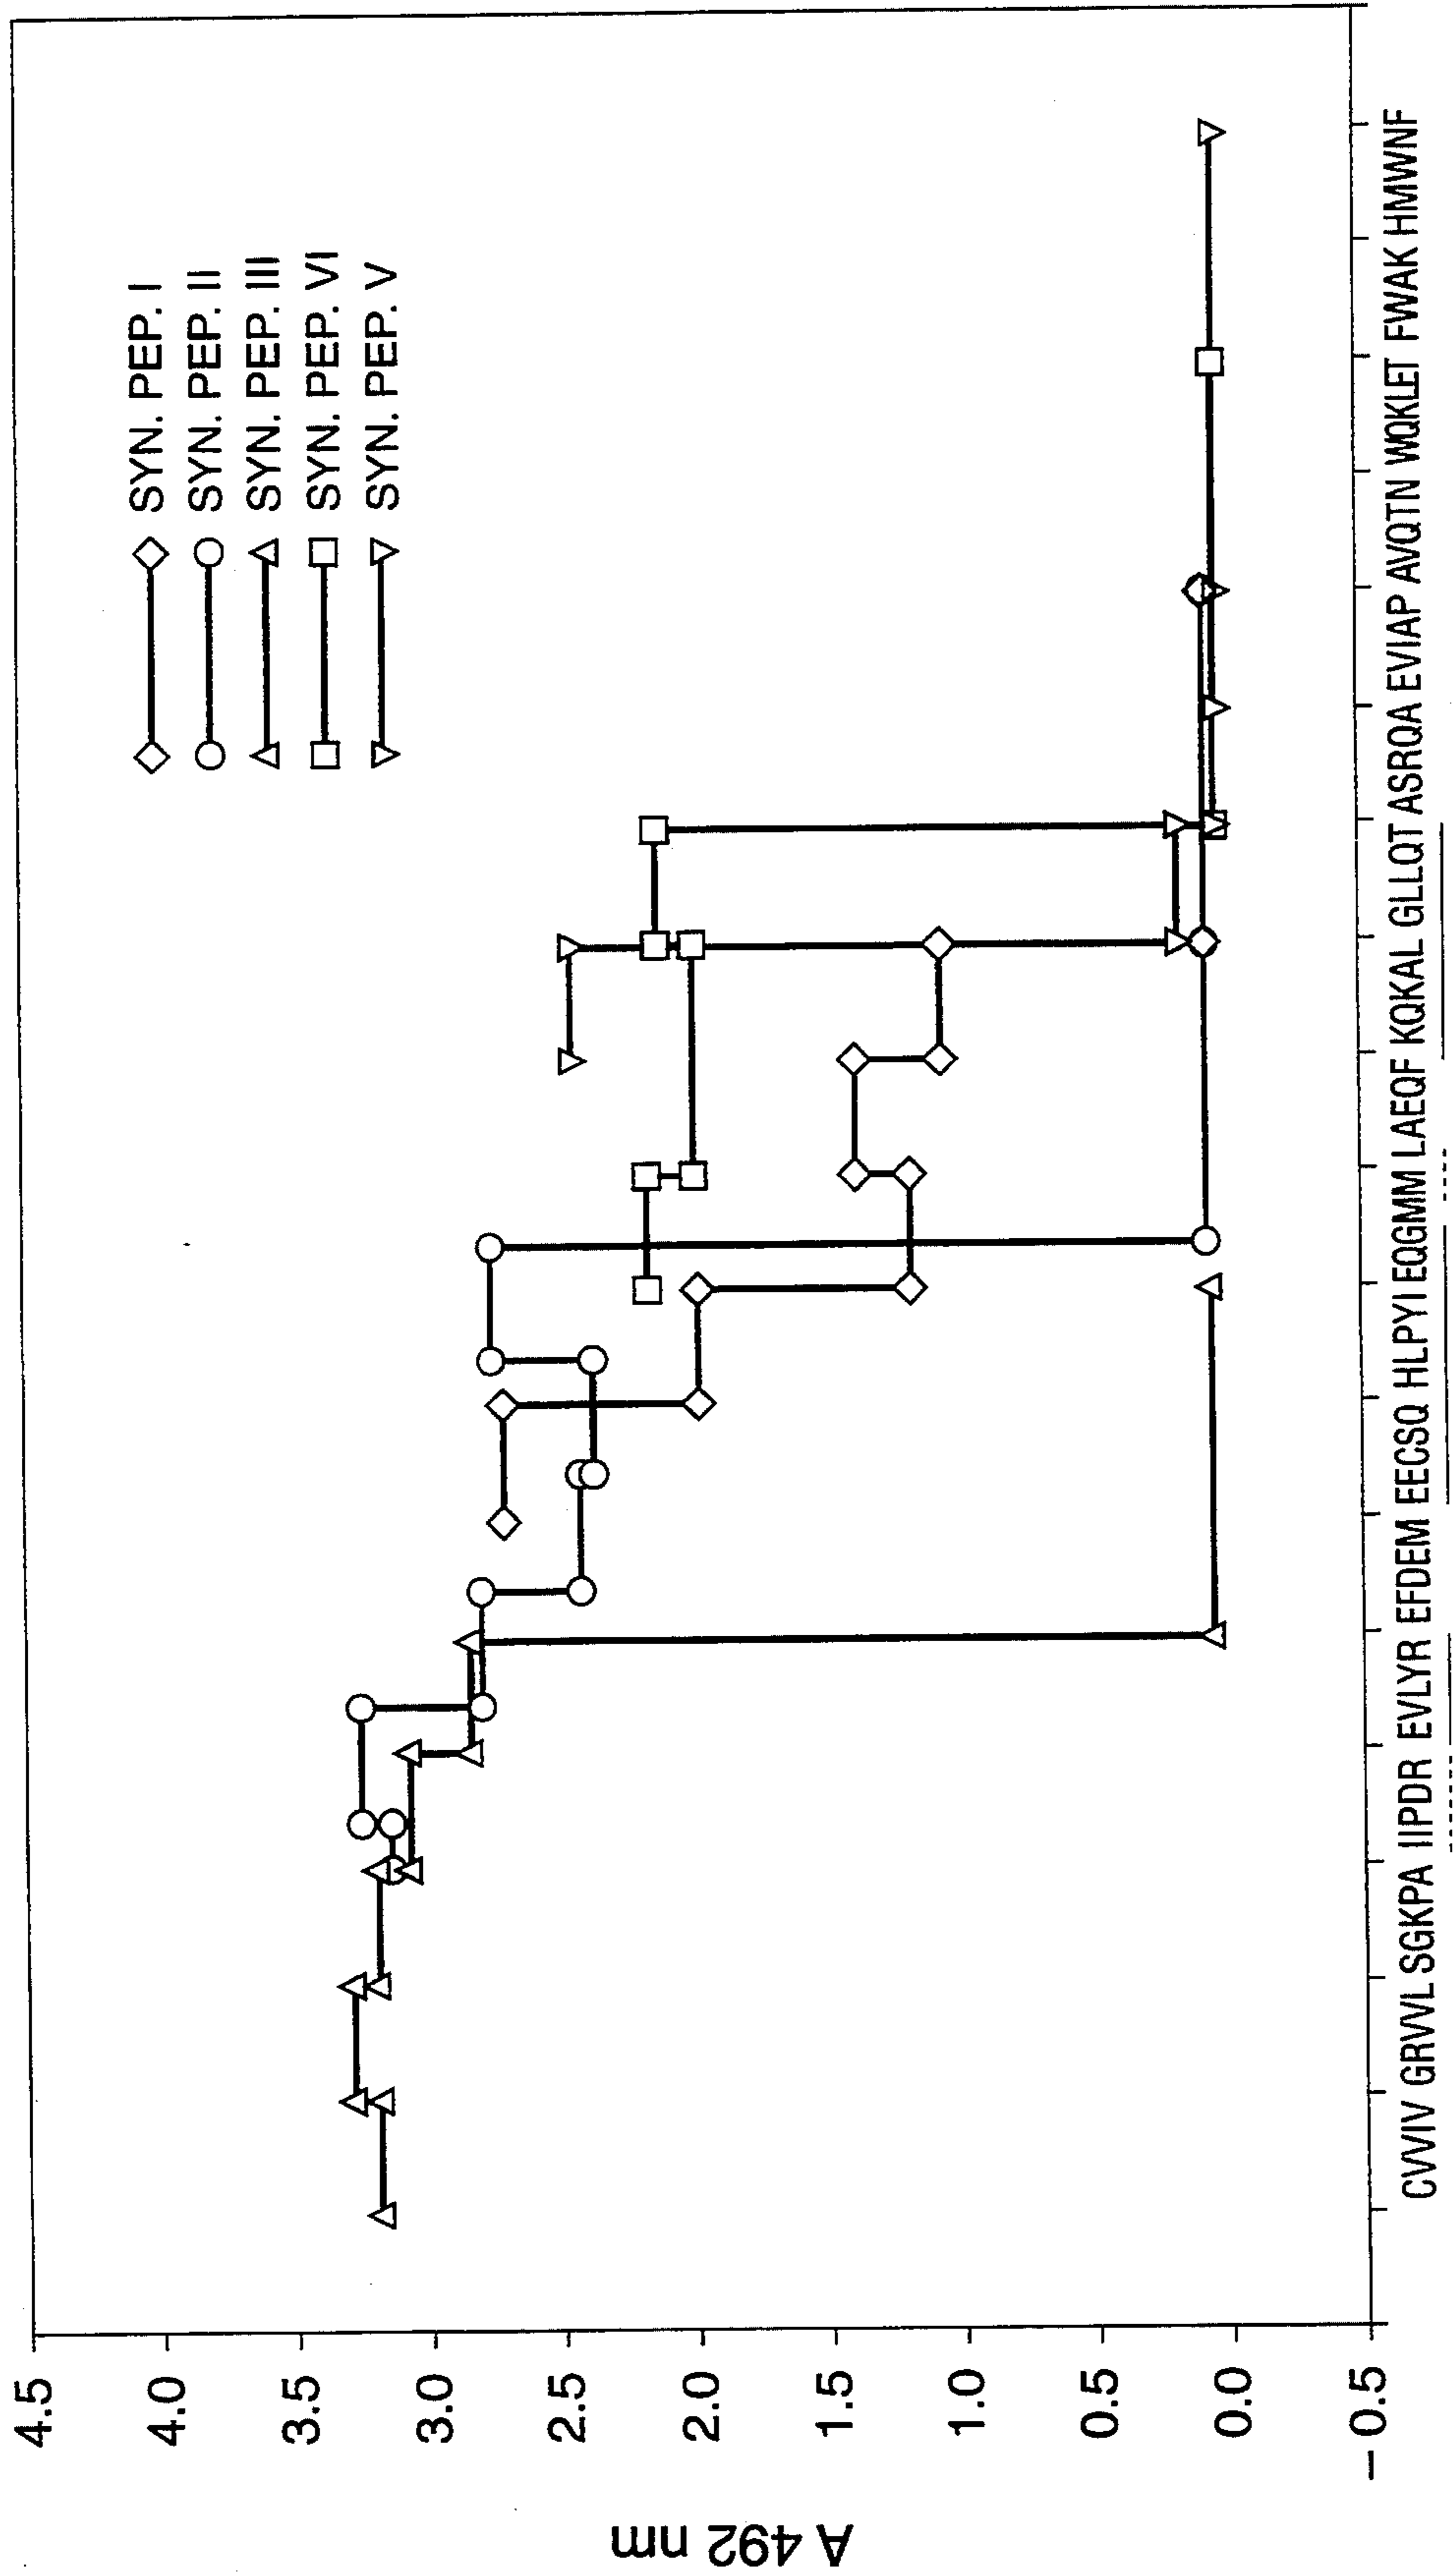 A 492 nm
4.5
4.0
3.5
3.0
2.5
2.0
1.5
1.0
0.5
0.0
–0.5
SYN. PEP. I
SYN. PEP. II
SYN. PEP. III
SYN. PEP. VI
SYN. PEP. V
CVVIV GRVVL SGKPA IIPDR EVLYR EFDEM EECSQ HLPYI EQGMM LAEQF KQKAL GLLQT ASRQA EVIAP AVQTN WQKLET FWAK HMWNF